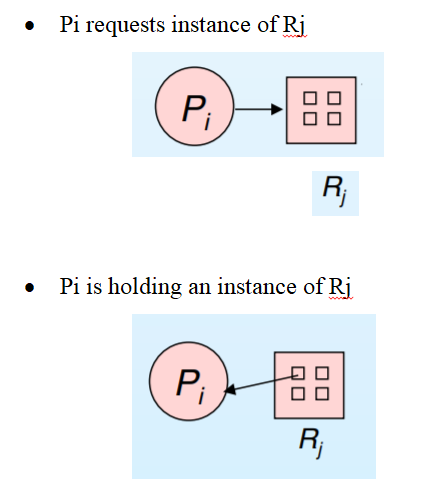 • Pi requests instance of Rj
Pi
Rj
• Pi is holding an instance of Rj
Pi
Rj